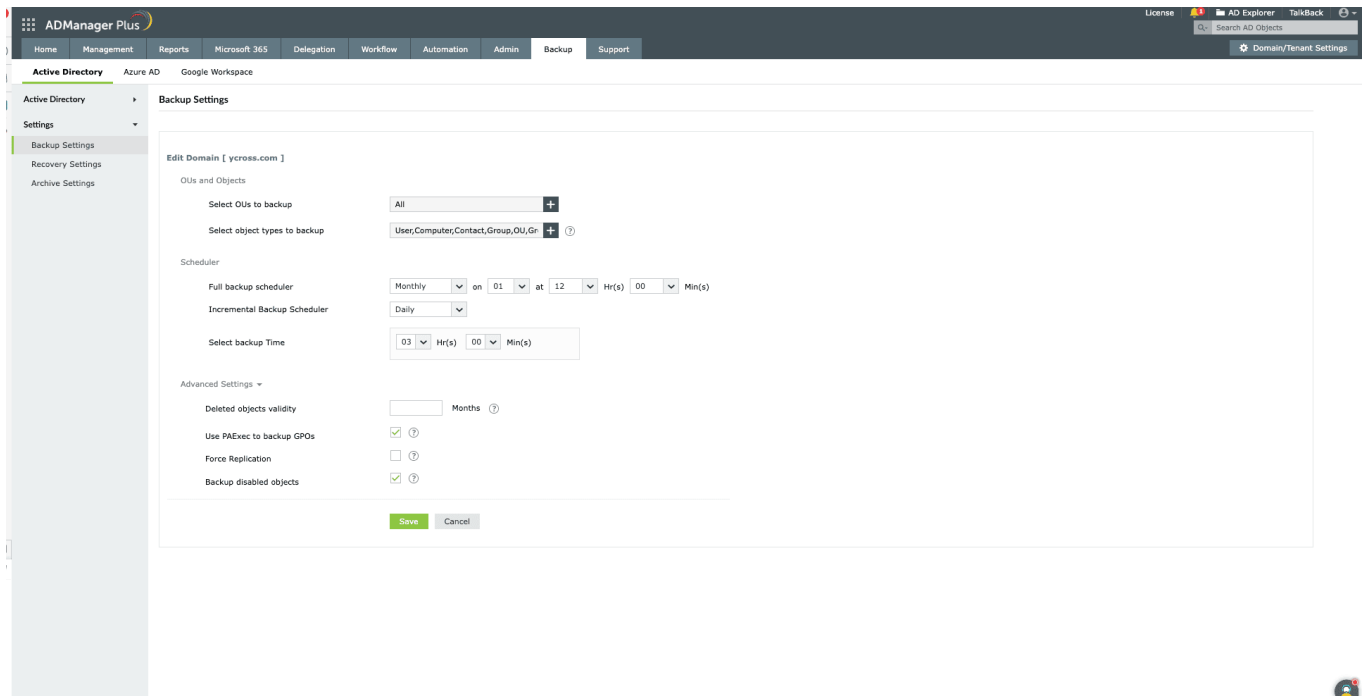 License AD Explorer TalkBack
ADManager Plus
Search AD Objects
Home Management Reports Microsoft 365 Delegation Workflow Automation Admin Backup Support Domain/Tenant Settings
Active Directory Azure AD Google Workspace
Active Directory
Backup Settings
Settings
Backup Settings
Recovery Settings
Archive Settings
Edit Domain [ ycross.com ]
OUs and Objects
Select OUs to backup All +
Select object types to backup User,Computer,Contact,Group,OU,Gr + ?
Scheduler
Full backup scheduler Monthly on 01 at 12 Hr(s) 00 Min(s)
Incremental Backup Scheduler Daily
Select backup Time 03 Hr(s) 00 Min(s)
Advanced Settings
Deleted objects validity Months ?
Use PAExec to backup GPOs ?
Force Replication ?
Backup disabled objects ?
Save Cancel